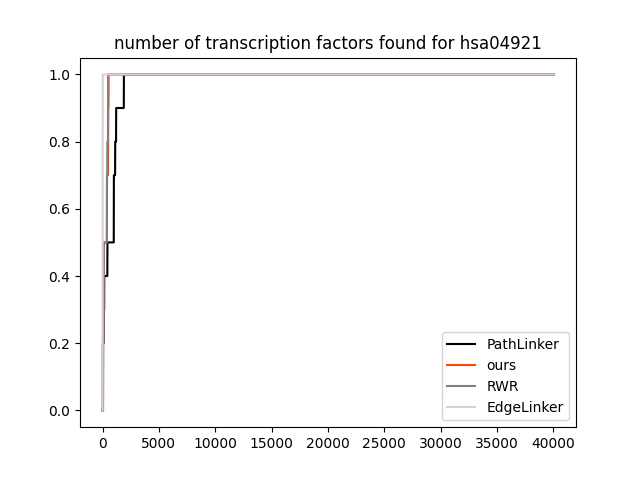 number of transcription factors found for hsa04921
1.0
0.8
0.6
0.4
0.2
0.0
PathLinker
ours
RWR
EdgeLinker
0 5000 10000 15000 20000 25000 30000 35000 40000